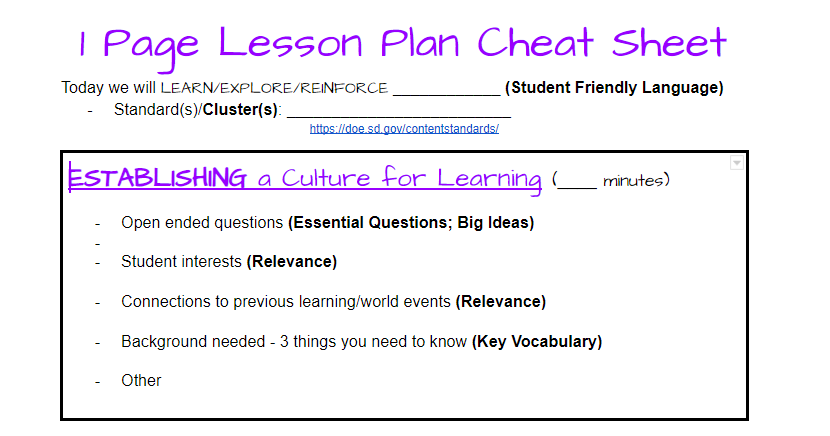 1 Page Lesson Plan Cheat Sheet
Today we will LEARN/EXPLORE/REINFORCE ____________ (Student Friendly Language)
- Standard(s)/Cluster(s): _________________________
https://doe.sd.gov/contentstandards/
ESTABLISHING a Culture for Learning (____ minutes)
- Open ended questions (Essential Questions; Big Ideas)
-
- Student interests (Relevance)
- Connections to previous learning/world events (Relevance)
- Background needed - 3 things you need to know (Key Vocabulary)
- Other